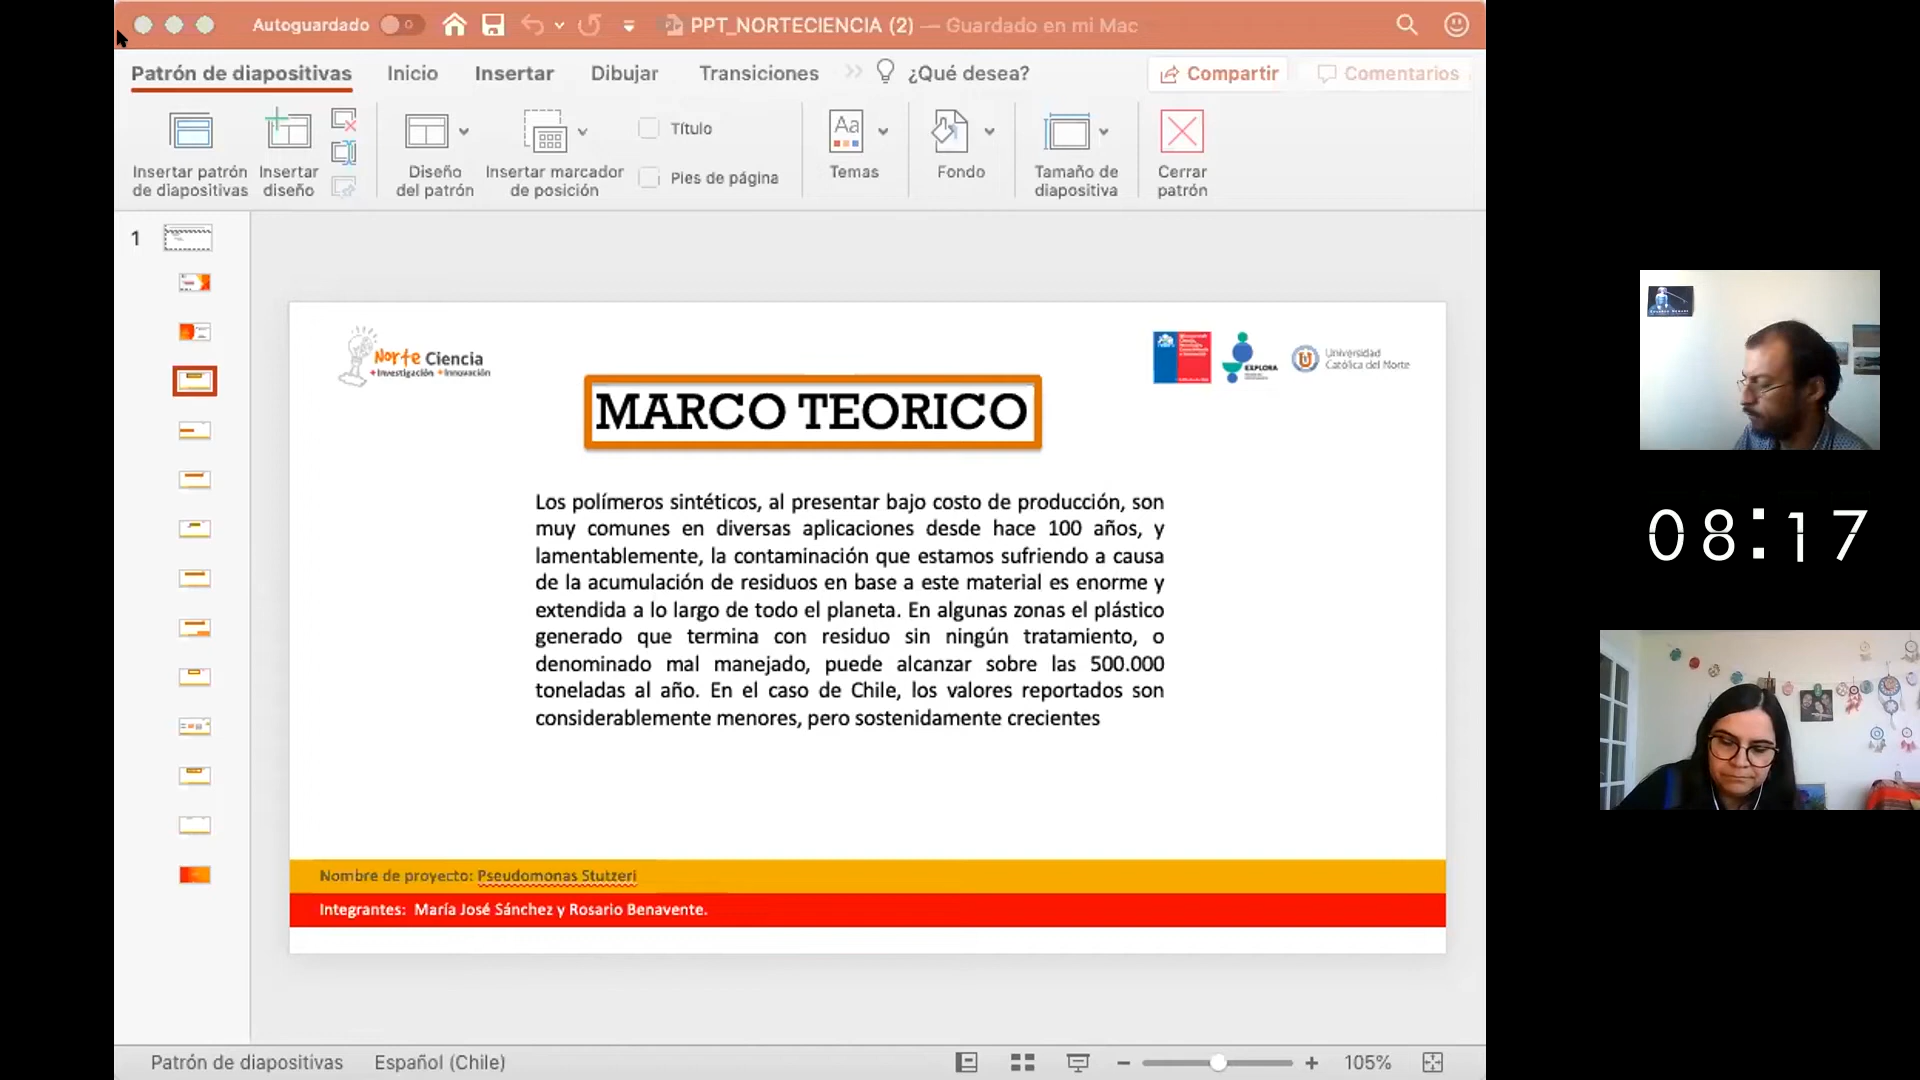 Autoguardado
PPT_NORTECIENCIA (2) — Guardado en mi Mac
Patrón de diapositivas Inicio Insertar Dibujar Transiciones ¿Qué desea? Compartir Comentarios
Insertar patrón de diapositivas
Insertar diseño
Diseño del patrón
Insertar marcador de posición
Título
Pies de página
Aa
Temas
Fondo
Tamaño de diapositiva
Cerrar patrón
1
Norte Ciencia
+Investigación +Innovación
EXPLORA
Universidad
Católica del Norte
MARCO TEORICO
Los polímeros sintéticos, al presentar bajo costo de producción, son
muy comunes en diversas aplicaciones desde hace 100 años, y
lamentablemente, la contaminación que estamos sufriendo a causa
de la acumulación de residuos en base a este material es enorme y
extendida a lo largo de todo el planeta. En algunas zonas el plástico
generado que termina con residuo sin ningún tratamiento, o
denominado mal manejado, puede alcanzar sobre las 500.000
toneladas al año. En el caso de Chile, los valores reportados son
considerablemente menores, pero sostenidamente crecientes
Nombre de proyecto: Pseudomonas Stutzeri
Integrantes: María José Sánchez y Rosario Benavente.
08:17
Patrón de diapositivas Español (Chile) 105%